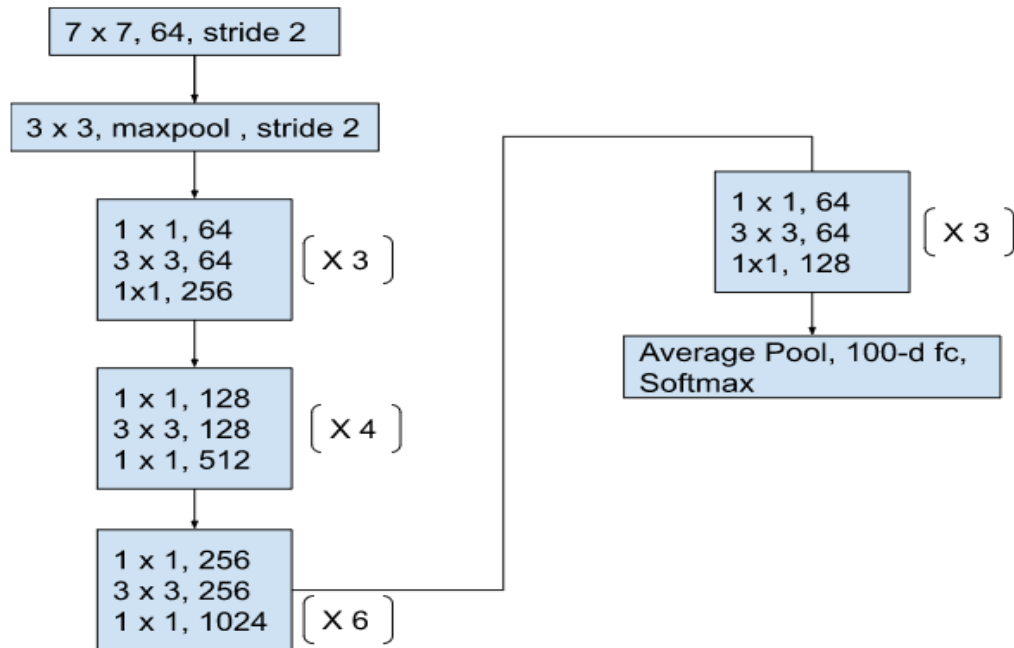 7 x 7, 64, stride 2
3 x 3, maxpool , stride 2
1 x 1, 64
3 x 3, 64
1x1, 256
X 3
1 x 1, 128
3 x 3, 128
1 x 1, 512
X 4
1 x 1, 256
3 x 3, 256
1 x 1, 1024
X 6
1 x 1, 64
3 x 3, 64
1x1, 128
X 3
Average Pool, 100-d fc,
Softmax